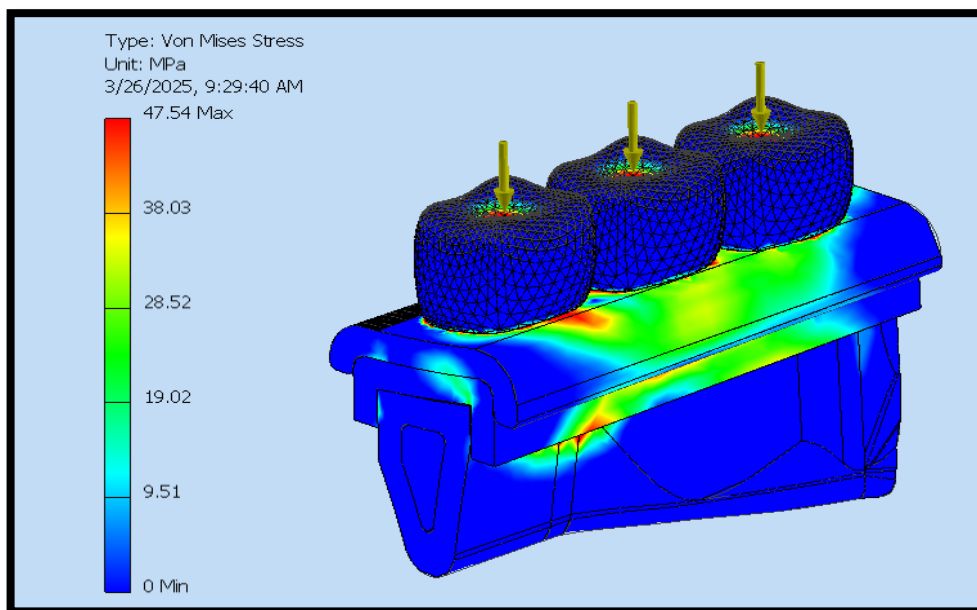 Type: Von Mises Stress
Unit: MPa
3/26/2025, 9:29:40 AM
47.54 Max
38.03
28.52
19.02
9.51
0 Min